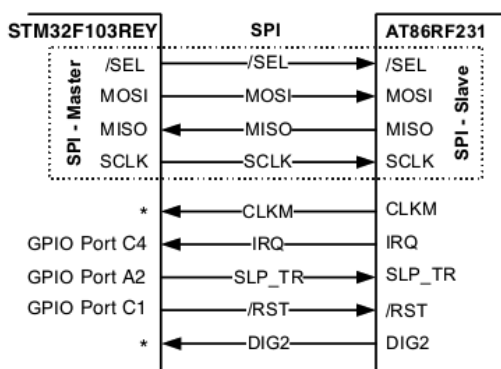 STM32F103REY SPI AT86RF231
/SEL /SEL /SEL
MOSI MOSI MOSI
MISO MISO MISO
SCLK SCLK SCLK
SPI - Master
SPI - Slave
* CLKM CLKM
GPIO Port C4 IRQ IRQ
GPIO Port A2 SLP_TR SLP_TR
GPIO Port C1 /RST /RST
* DIG2 DIG2